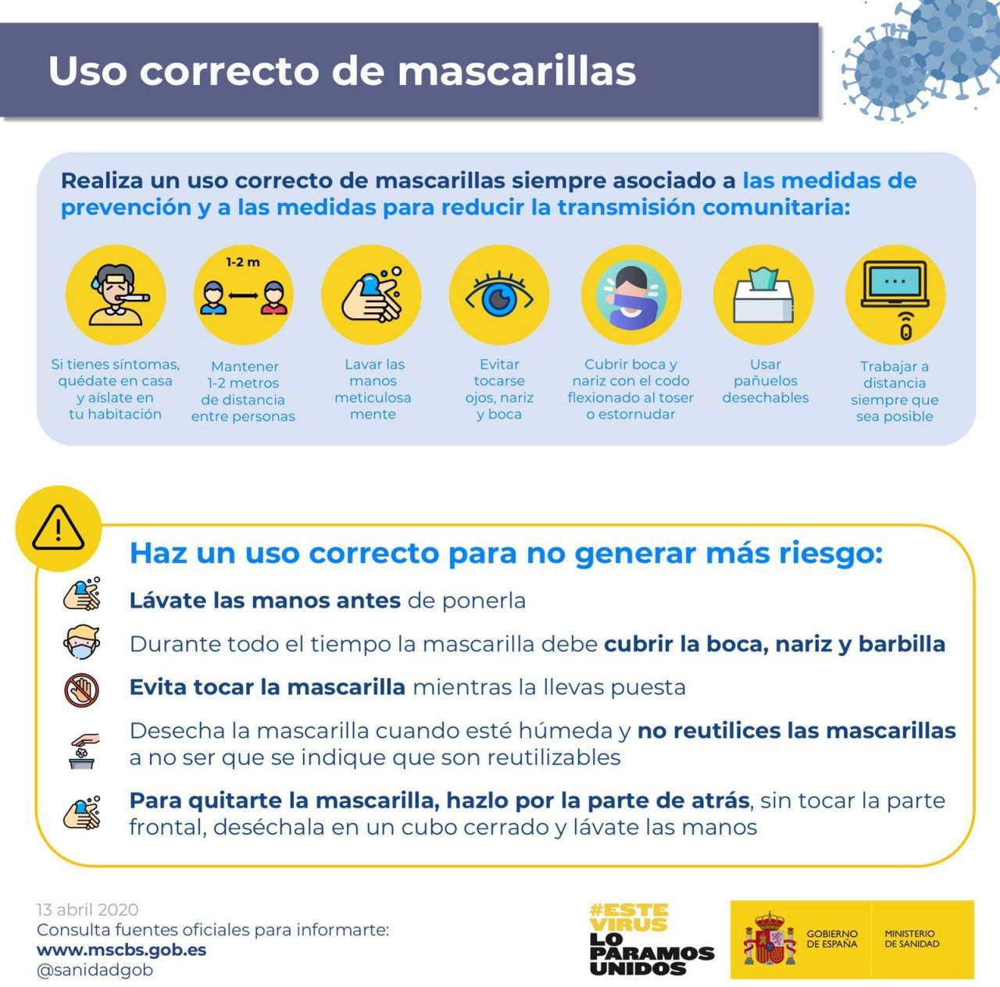 Uso correcto de mascarillas
Realiza un uso correcto de mascarillas siempre asociado a las medidas de
prevención y a las medidas para reducir la transmisión comunitaria:
1-2 m
Si tienes síntomas,
quédate en casa
y aíslate en
tu habitación
Mantener
1-2 metros
de distancia
entre personas
Lavar las
manos
meticulosa
mente
Evitar
tocarse
ojos, nariz
y boca
Cubrir boca y
nariz con el codo
flexionado al toser
o estornudar
Usar
pañuelos
desechables
Trabajar a
distancia
siempre que
sea posible
Haz un uso correcto para no generar más riesgo:
Lávate las manos antes de ponerla
Durante todo el tiempo la mascarilla debe cubrir la boca, nariz y barbilla
Evita tocar la mascarilla mientras la llevas puesta
Desecha la mascarilla cuando esté húmeda y no reutilices las mascarillas
a no ser que se indique que son reutilizables
Para quitarte la mascarilla, hazlo por la parte de atrás, sin tocar la parte
frontal, deséchala en un cubo cerrado y lávate las manos
13 abril 2020
Consulta fuentes oficiales para informarte:
www.mscbs.gob.es
@sanidadgob
#ESTE
VIRUS
LO
PARAMOS
UNIDOS
GOBIERNO
DE ESPAÑA
MINISTERIO
DE SANIDAD